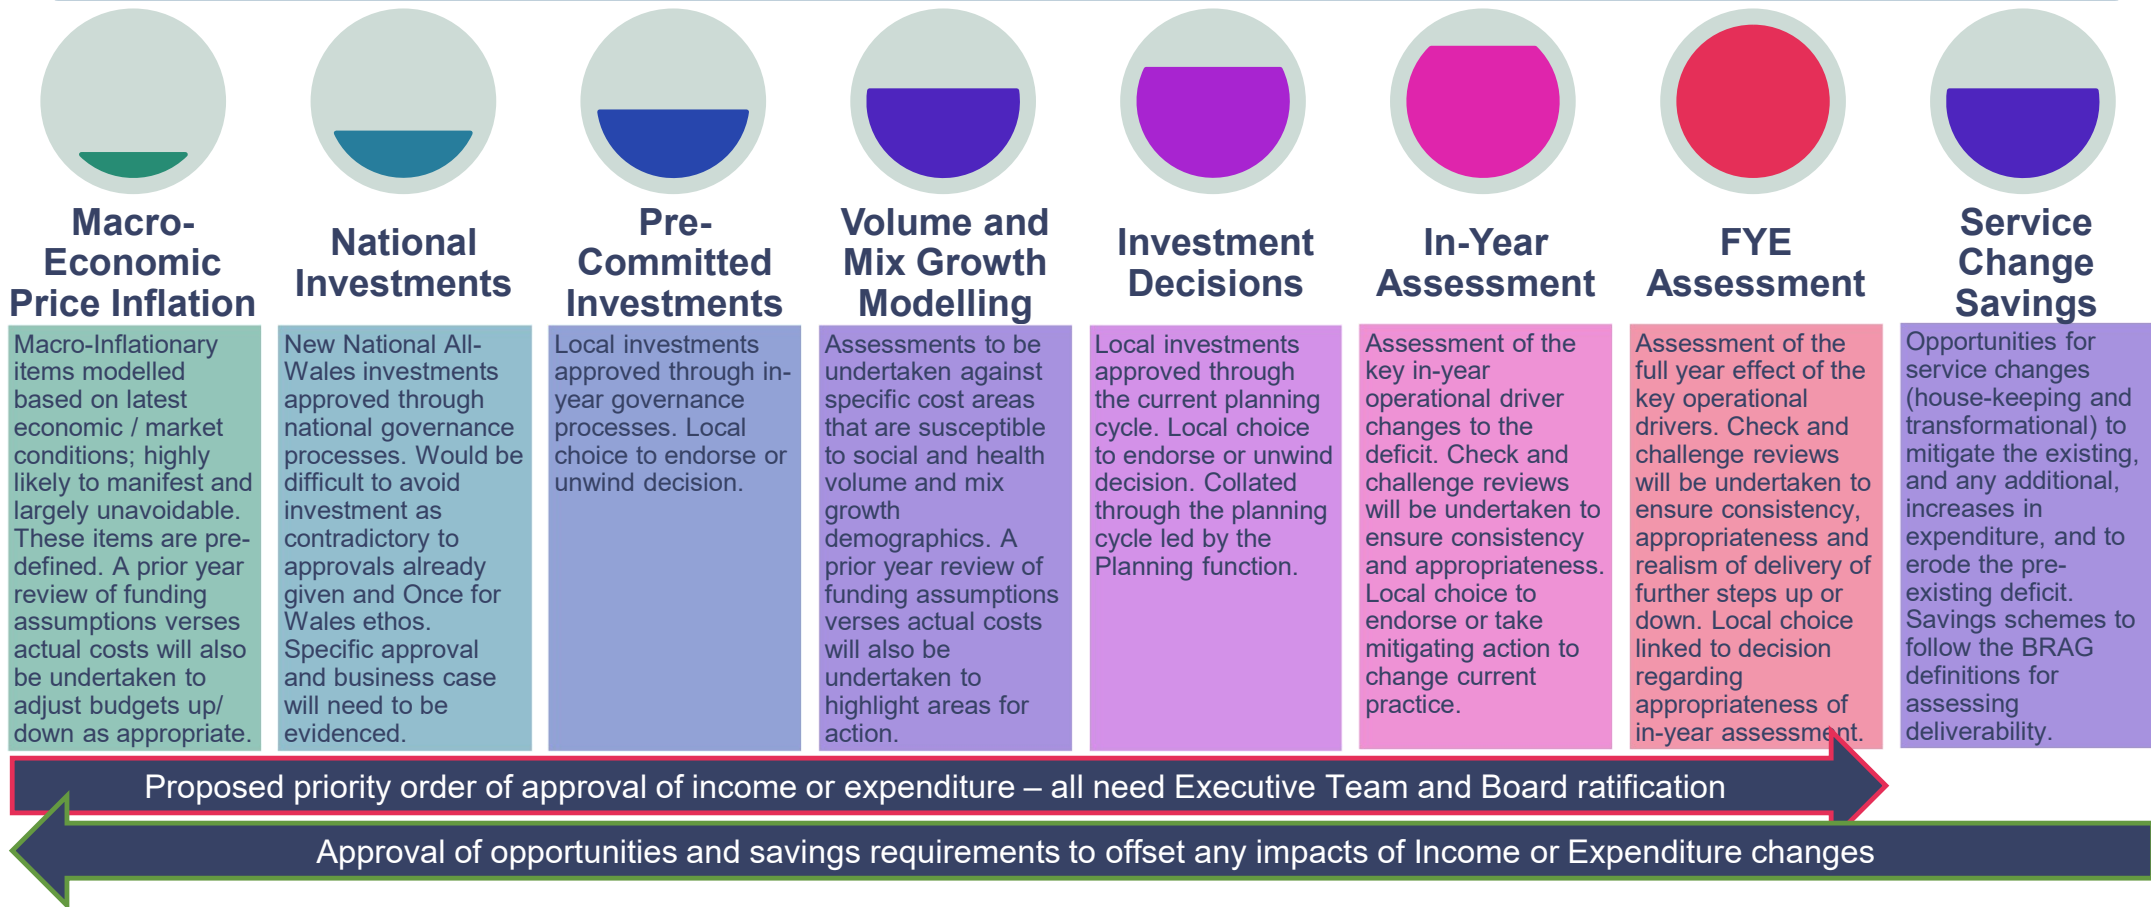 Macro-
Economic
Price Inflation
Macro-Inflationary
items modelled
based on latest
economic / market
conditions; highly
likely to manifest and
largely unavoidable.
These items are pre-
defined. A prior year
review of funding
assumptions verses
actual costs will also
be undertaken to
adjust budgets up/
down as appropriate.
National
Investments
New National All-
Wales investments
approved through
national governance
processes. Would be
difficult to avoid
investment as
contradictory to
approvals already
given and Once for
Wales ethos.
Specific approval
and business case
will need to be
evidenced.
Pre-
Committed
Investments
Local investments
approved through in-
year governance
processes. Local
choice to endorse or
unwind decision.
Volume and
Mix Growth
Modelling
Assessments to be
undertaken against
specific cost areas
that are susceptible
to social and health
volume and mix
growth
demographics. A
prior year review of
funding assumptions
verses actual costs
will also be
undertaken to
highlight areas for
action.
Investment
Decisions
Local investments
approved through
the current planning
cycle. Local choice
to endorse or unwind
decision. Collated
through the planning
cycle led by the
Planning function.
In-Year
Assessment
Assessment of the
key in-year
operational driver
changes to the
deficit. Check and
challenge reviews
will be undertaken to
ensure consistency
and appropriateness.
Local choice to
endorse or take
mitigating action to
change current
practice.
FYE
Assessment
Assessment of the
full year effect of the
key operational
drivers. Check and
challenge reviews
will be undertaken to
ensure consistency,
appropriateness and
realism of delivery of
further steps up or
down. Local choice
linked to decision
regarding
appropriateness of
in-year assessment.
Service
Change
Savings
Opportunities for
service changes
(house-keeping and
transformational) to
mitigate the existing,
and any additional,
increases in
expenditure, and to
erode the pre-
existing deficit.
Savings schemes to
follow the BRAG
definitions for
assessing
deliverability.
Proposed priority order of approval of income or expenditure – all need Executive Team and Board ratification
Approval of opportunities and savings requirements to offset any impacts of Income or Expenditure changes